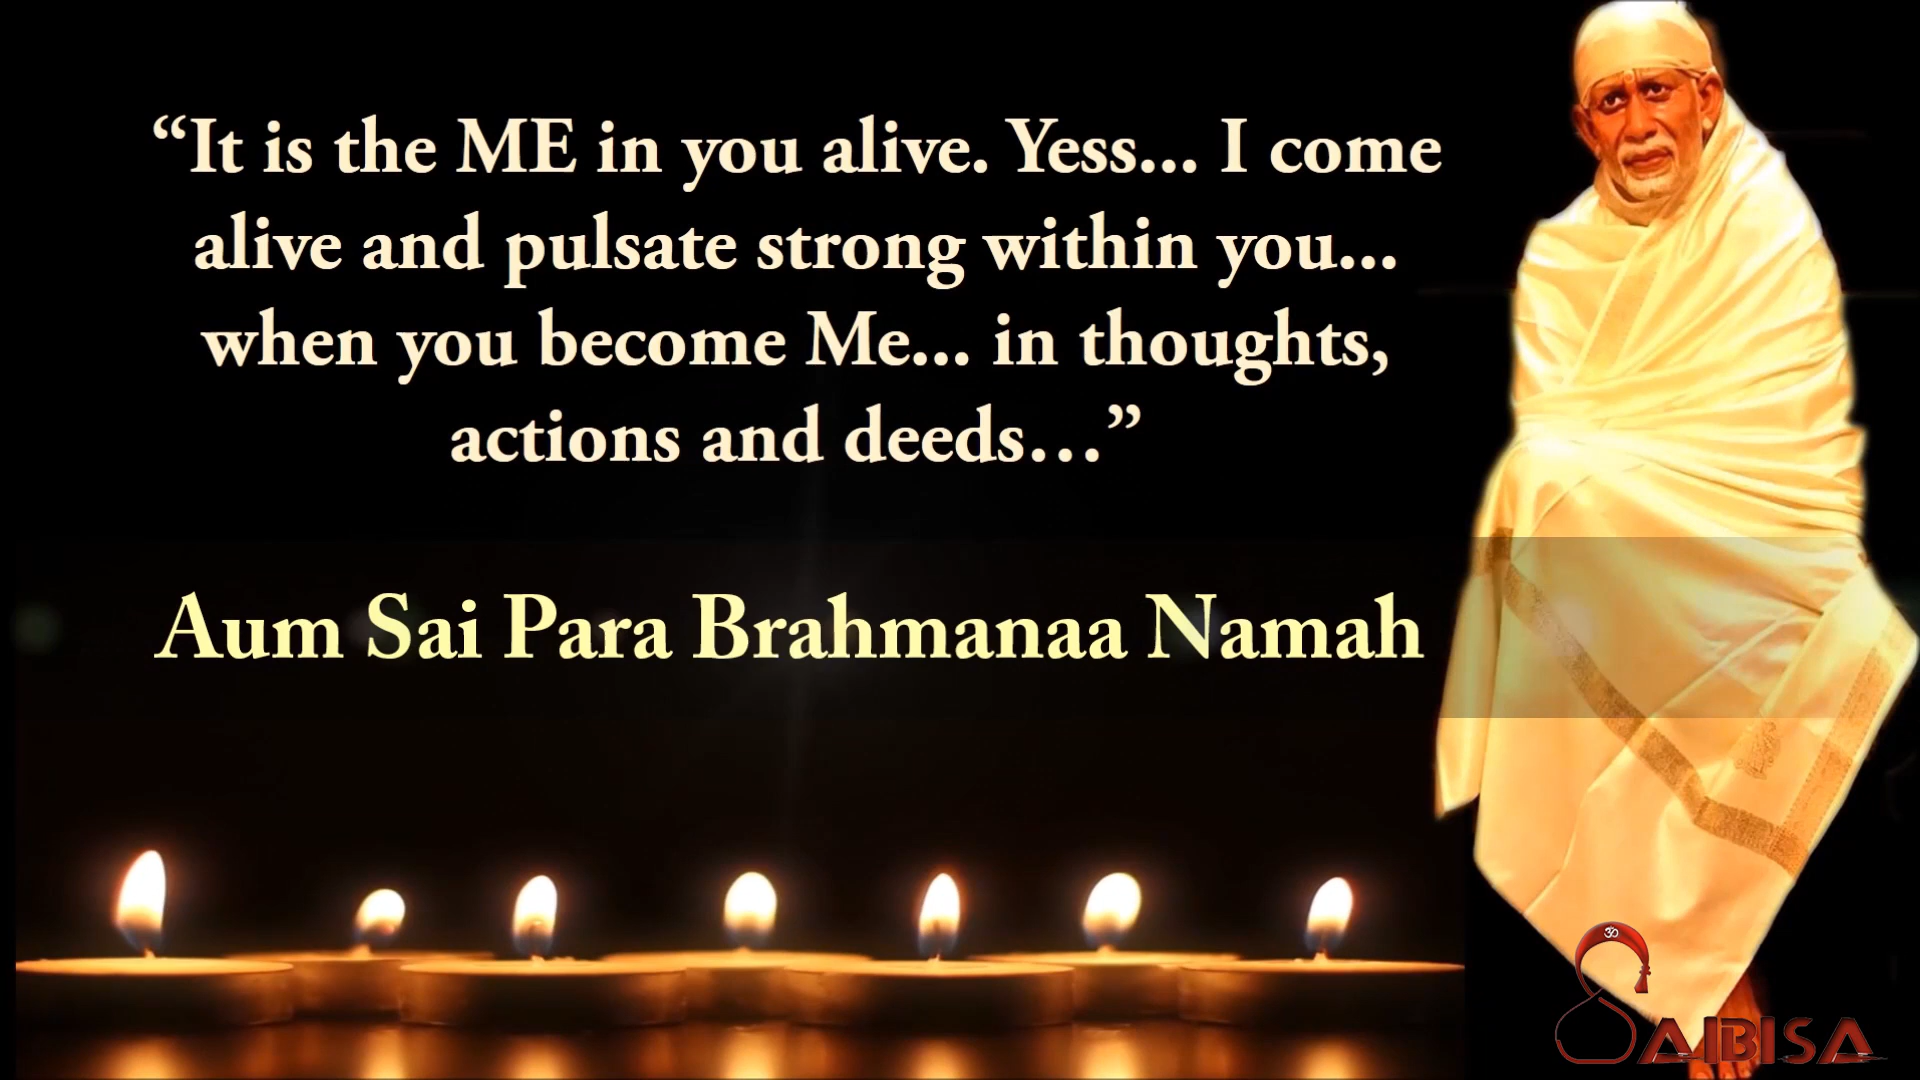 “It is the ME in you alive. Yess... I come
alive and pulsate strong within you...
when you become Me... in thoughts,
actions and deeds…”
Aum Sai Para Brahmanaa Namah
ॐ
SAIBISA